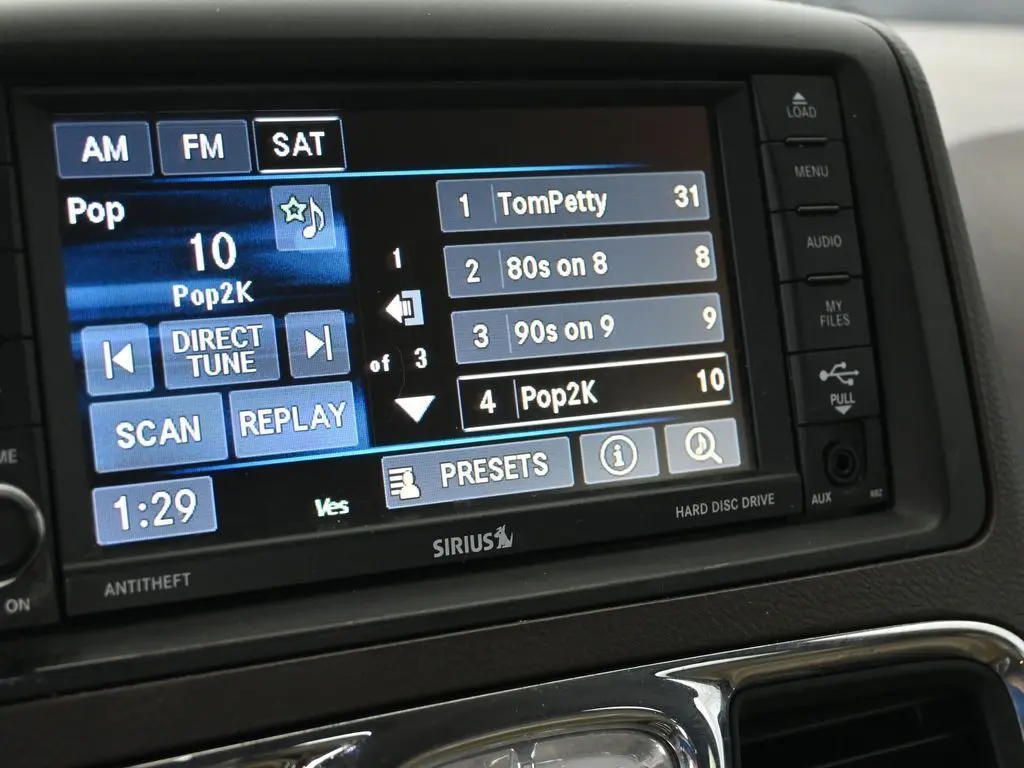 AM FM SAT
Pop
10
Pop2K
DIRECT
TUNE
SCAN REPLAY
1:29
Ves
1
of 3
1 TomPetty 31
2 80s on 8 8
3 90s on 9 9
4 Pop2K 10
PRESETS
LOAD
MENU
AUDIO
MY
FILES
PULL
AUX
HARD DISC DRIVE
SIRIUS
ANTITHEFT
ON